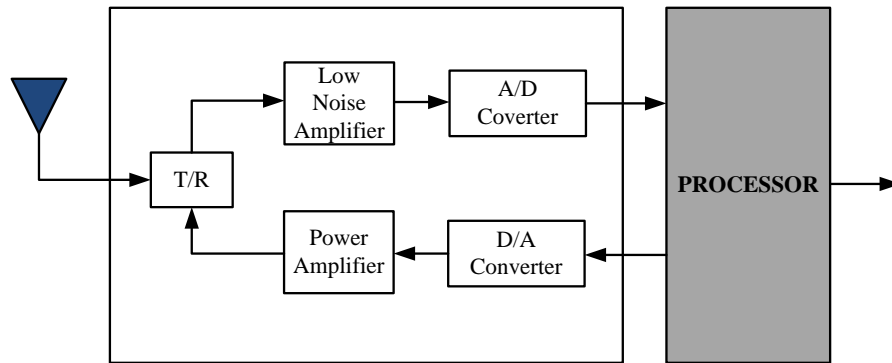 Low
Noise
Amplifier
A/D
Coverter
T/R
PROCESSOR
Power
Amplifier
D/A
Converter